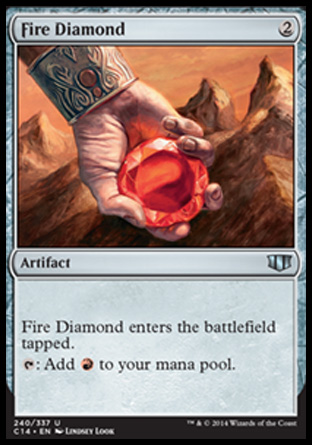 Fire Diamond 2
Artifact
Fire Diamond enters the battlefield
tapped.
: Add to your mana pool.
240/337 U
C14 • EN LINDSEY LOOK ™ & © 2014 Wizards of the Coast